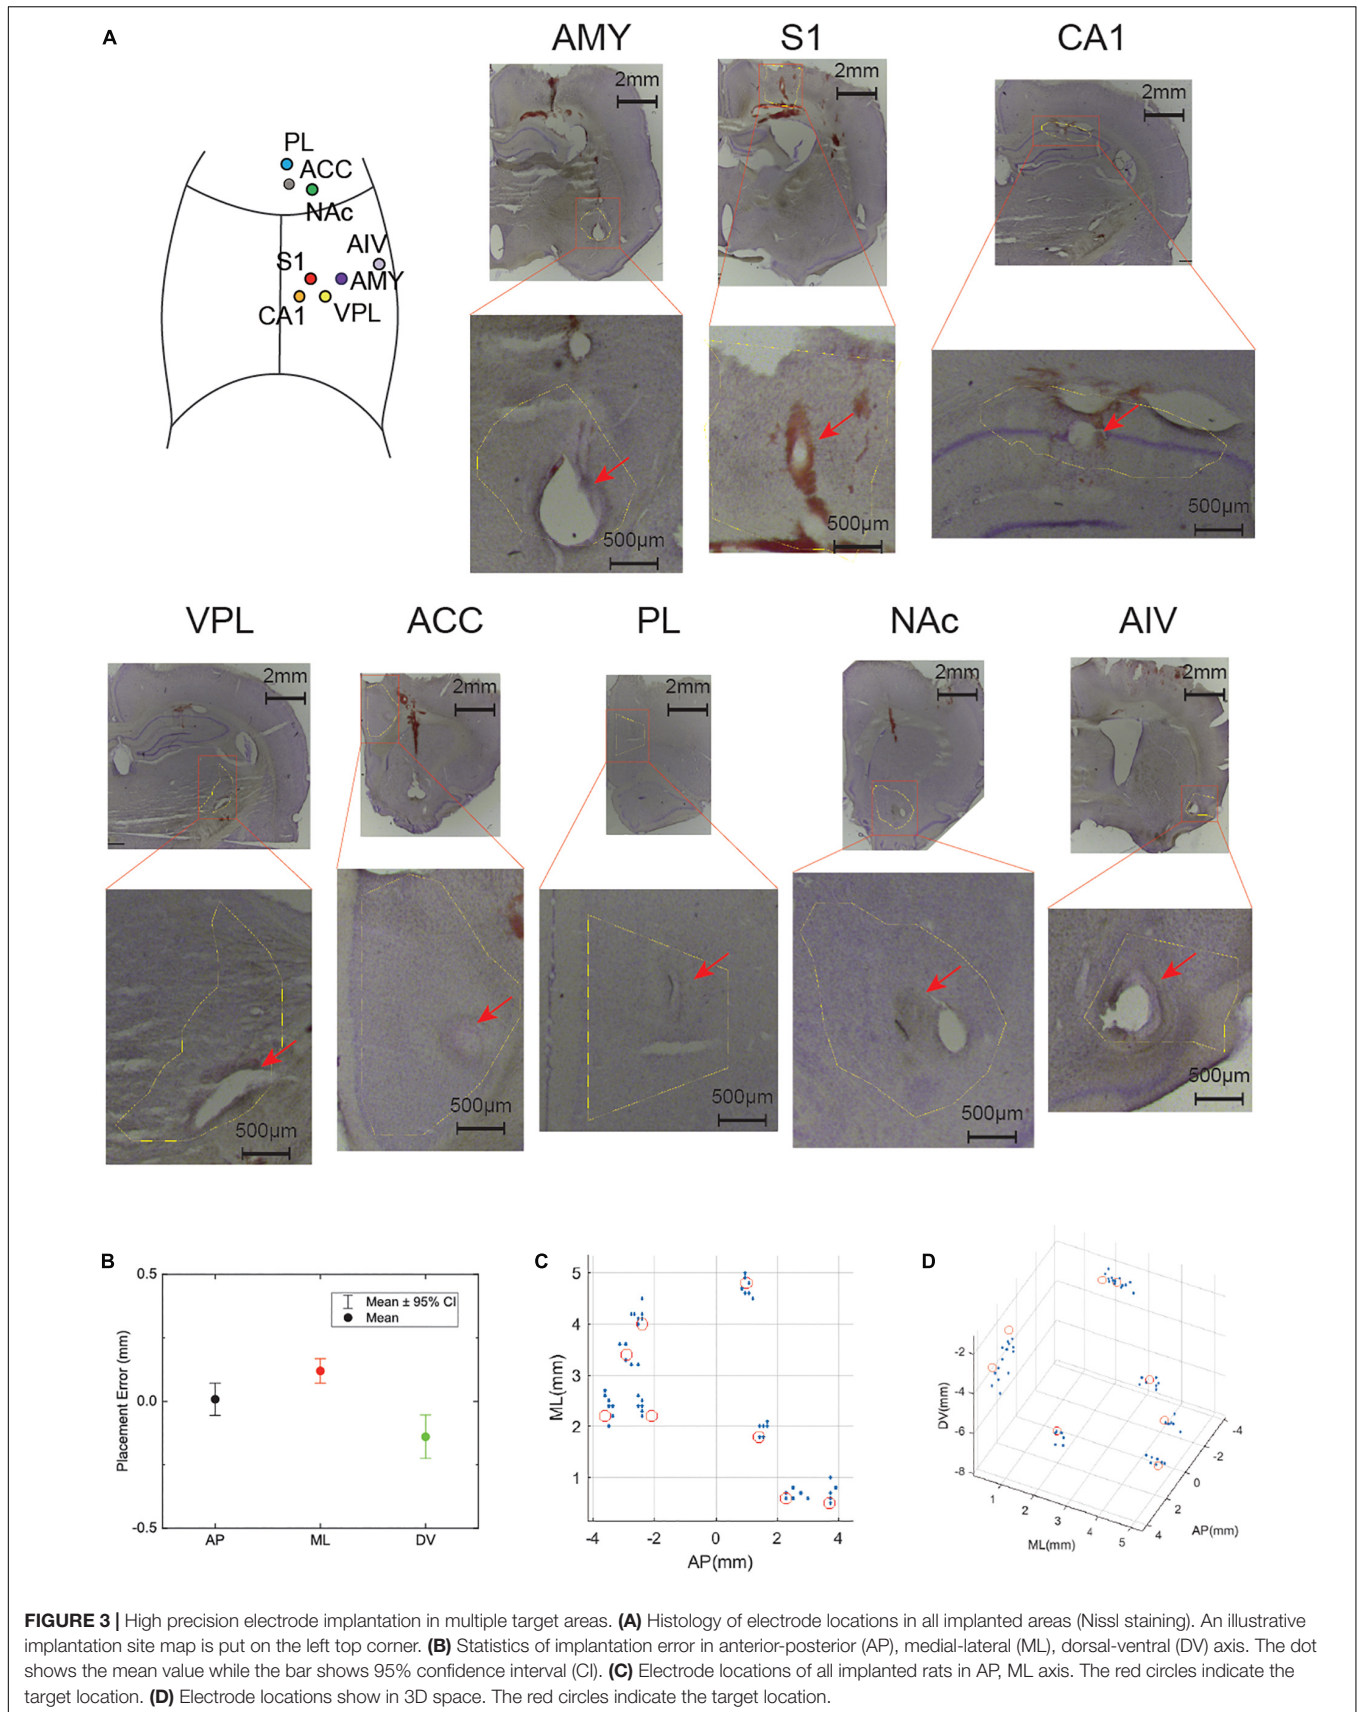 A
AMY
S1
CA1
2mm
2mm
2mm
PL
ACC
NAc
AIV
S1
AMY
CA1
VPL
500μm
500μm
500μm
VPL
ACC
PL
NAc
AIV
2mm
2mm
2mm
2mm
2mm
500μm
500μm
500μm
500μm
500μm
B
0.5
0.0
-0.5
Placement Error (mm)
Mean ± 95% CI
Mean
AP
ML
DV
C
5
4
3
2
1
ML(mm)
-4
-2
0
2
4
AP(mm)
D
-2
-4
-6
-8
DV(mm)
1
2
3
4
5
ML(mm)
-4
-2
0
2
4
AP(mm)
FIGURE 3 | High precision electrode implantation in multiple target areas. (A) Histology of electrode locations in all implanted areas (Nissl staining). An illustrative
implantation site map is put on the left top corner. (B) Statistics of implantation error in anterior-posterior (AP), medial-lateral (ML), dorsal-ventral (DV) axis. The dot
shows the mean value while the bar shows 95% confidence interval (CI). (C) Electrode locations of all implanted rats in AP, ML axis. The red circles indicate the
target location. (D) Electrode locations show in 3D space. The red circles indicate the target location.